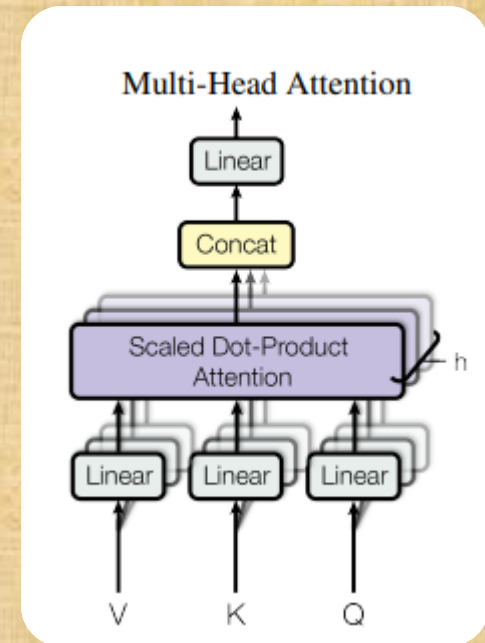 Multi-Head Attention
Linear
Concat
Scaled Dot-Product
Attention
h
Linear
Linear
Linear
V
K
Q